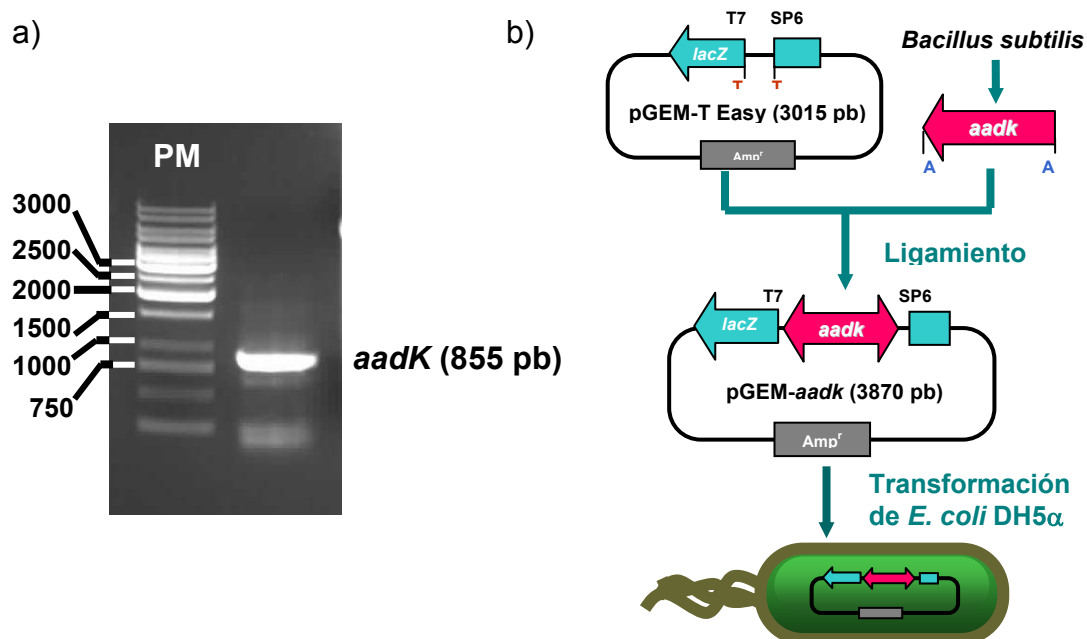 a)
PM
3000
2500
2000
1500
1000
750
aadK (855 pb)
b)
T7
SP6
lacZ
T
T
pGEM-T Easy (3015 pb)
Ampʳ
Bacillus subtilis
aadk
A
A
Ligamiento
T7
SP6
lacZ
aadk
pGEM-aadk (3870 pb)
Ampʳ
Transformación
de E. coli DH5α